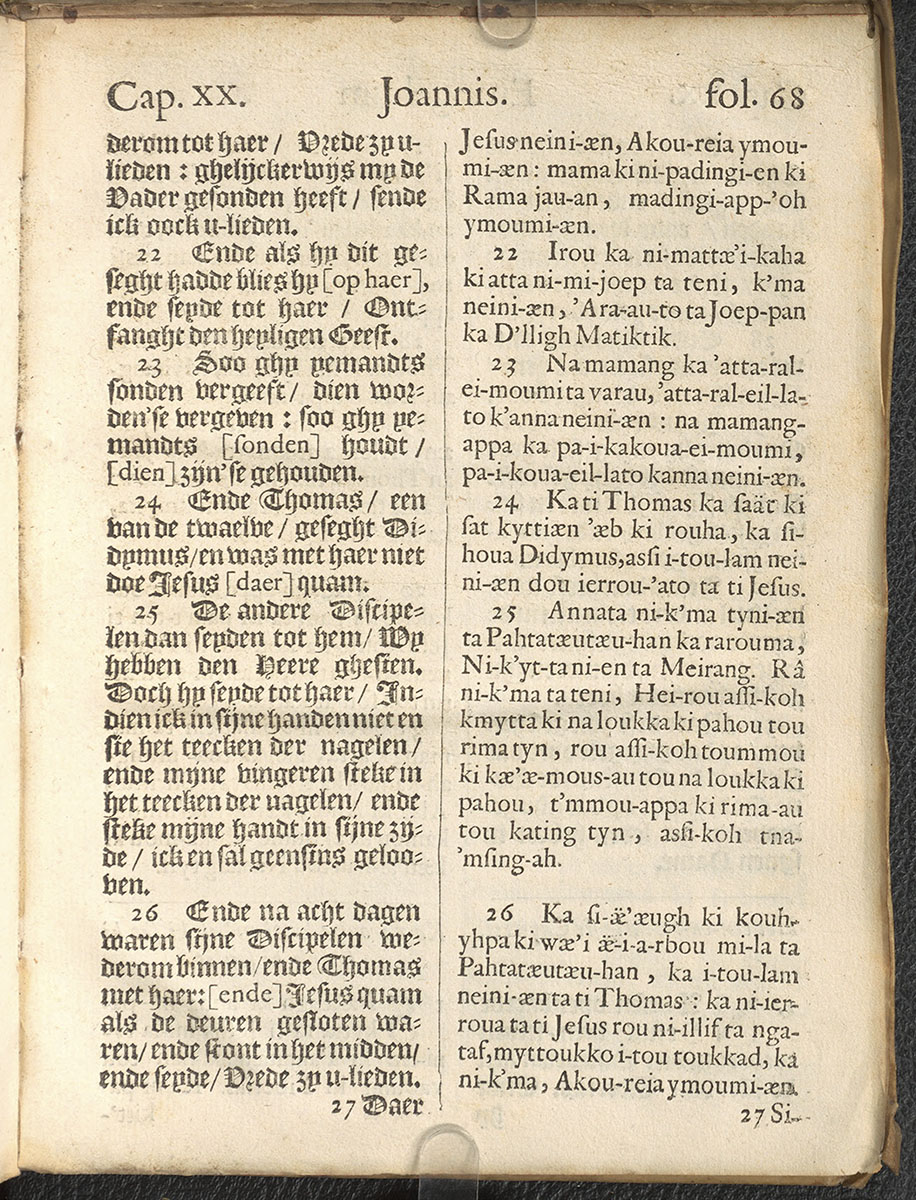 Cap. XX. Joannis. fol. 68
derom tot haer / Vrede zy u-
lieden : ghelijckerwijs my de
Vader gesonden heeft / sende
ick oock u-lieden.
22 Ende als hy dit ge-
seght hadde blies hy [op haer],
ende seyde tot haer / Ont-
fanght den heyligen Geest.
23 Soo ghy yemandts
sonden vergeeft / dien wor-
den'se vergeven : soo ghy ye-
mandts [sonden] houdt /
[dien] zijn'se gehouden.
24 Ende Thomas / een
van de twaelve / geseght Di-
dymus / en was met haer niet
doe Jesus [daer] quam.
25 De andere Discipe-
len dan seyden tot hem / Wy
hebben den Heere ghesien.
Doch hy seyde tot haer / In-
dien ick in sijne handen niet en
sie het teecken der nagelen /
ende mijne vingeren steke in
het teecken der nagelen / ende
steke mijne handt in sijne zij-
de / ick en sal geensins geloo-
ven.
26 Ende na acht dagen
waren sijne Discipelen we-
derom binnen / ende Thomas
met haer: [ende] Jesus quam
als de deuren gesloten wa-
ren / ende stont in het midden /
ende seyde / Vrede zy u-lieden.
27 Daer
Jesus neini-æn, Akou-reia ymou-
mi-æn : mama ki ni-padingi-en ki
Rama jau-an, madingi-app-'oh
ymoumi-æn.
22 Irou ka ni-mattæ'i-kaha
ki atta ni-mi-joep ta teni, k'ma
neini-æn, 'Ara-au-to ta Joep-pan
ka D'lligh Matiktik.
23 Na mamang ka 'atta-ral-
ei-moumi ta varau, 'atta-ral-eil-la-
to k'anna neini-æn : na mamang-
appa ka pa-i-kakoua-ei-moumi,
pa-i-koua-eil-lato kanna neini-æn.
24 Ka ti Thomas ka saät ki
sat kyttiæn 'æb ki rouha, ka si-
houa Didymus, assi i-tou-lam nei-
ni-æn dou ierrou-'ato ta ti Jesus.
25 Annata ni-k'ma tyni-æn
ta Pahtatæutæu-han ka rarouma,
Ni-k'yt-ta ni-en ta Meirang. Râ
ni-k'ma ta teni, Hei-rou assi-koh
kmytta ki na loukka ki pahou tou
rima tyn, rou assi-koh toummou
ki kæ'æ-mous-au tou na loukka ki
pahou, t'mmou-appa ki rima-au
tou kating tyn, assi-koh tna-
'msing-ah.
26 Ka si-æ̈'æugh ki kouh-
yhpa ki wæ'i æ̈-i-a-rbou mi-la ta
Pahtatæutæu-han, ka i-tou-lam
neini-æn ta ti Thomas : ka ni-ier-
roua ta ti Jesus rou ni-illif ta nga-
taf, myttoukko i-tou toukkad, ka
ni-k'ma, Akou-reia ymoumi-æn.
27 Si-